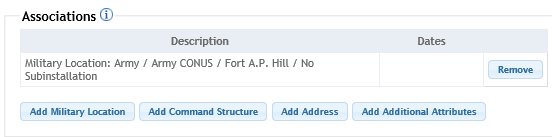 Associations
Description Dates
Military Location: Army / Army CONUS / Fort A.P. Hill / No
Subinstallation
Remove
Add Military Location Add Command Structure Add Address Add Additional Attributes